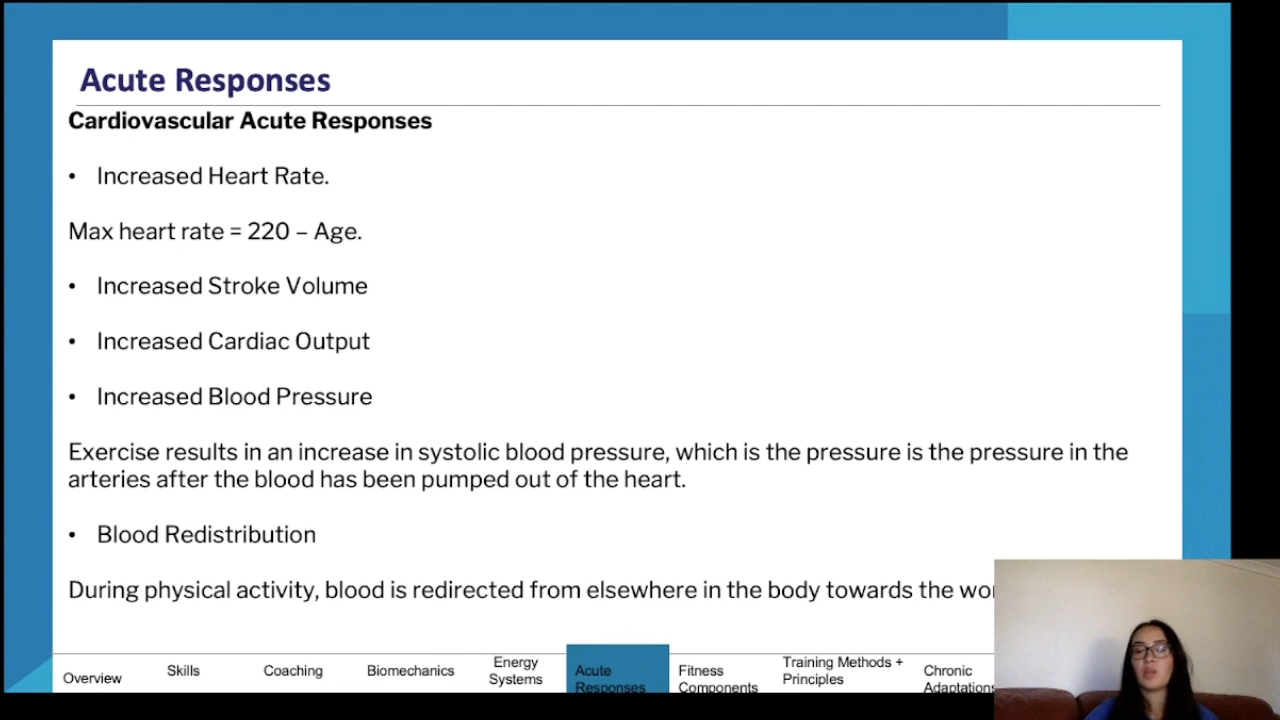 Acute Responses
Cardiovascular Acute Responses
• Increased Heart Rate.
Max heart rate = 220 – Age.
• Increased Stroke Volume
• Increased Cardiac Output
• Increased Blood Pressure
Exercise results in an increase in systolic blood pressure, which is the pressure is the pressure in the
arteries after the blood has been pumped out of the heart.
• Blood Redistribution
During physical activity, blood is redirected from elsewhere in the body towards the
Overview
Skills
Coaching
Biomechanics
Energy
Systems
Acute
Responses
Fitness
Components
Training Methods +
Principles
Chronic
Adaptations